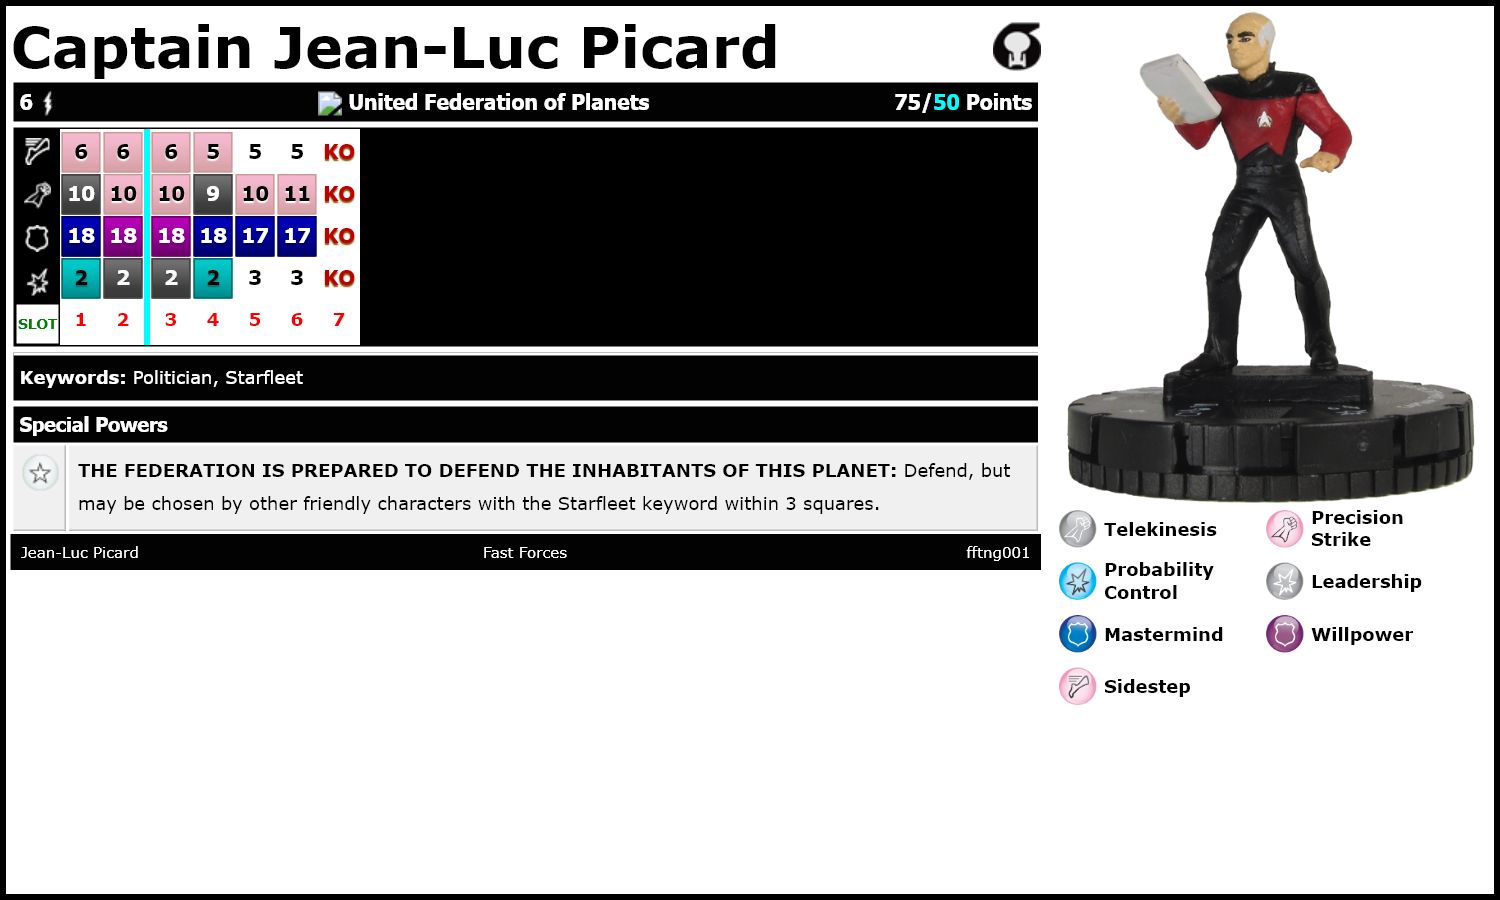 Captain Jean-Luc Picard
6 United Federation of Planets 75/50 Points
6 6 6 5 5 5 KO
10 10 10 9 10 11 KO
18 18 18 18 17 17 KO
2 2 2 2 3 3 KO
SLOT 1 2 3 4 5 6 7
Keywords: Politician, Starfleet
Special Powers
THE FEDERATION IS PREPARED TO DEFEND THE INHABITANTS OF THIS PLANET: Defend, but
may be chosen by other friendly characters with the Starfleet keyword within 3 squares.
Jean-Luc Picard Fast Forces fftng001
Telekinesis
Precision
Strike
Probability
Control
Leadership
Mastermind
Willpower
Sidestep